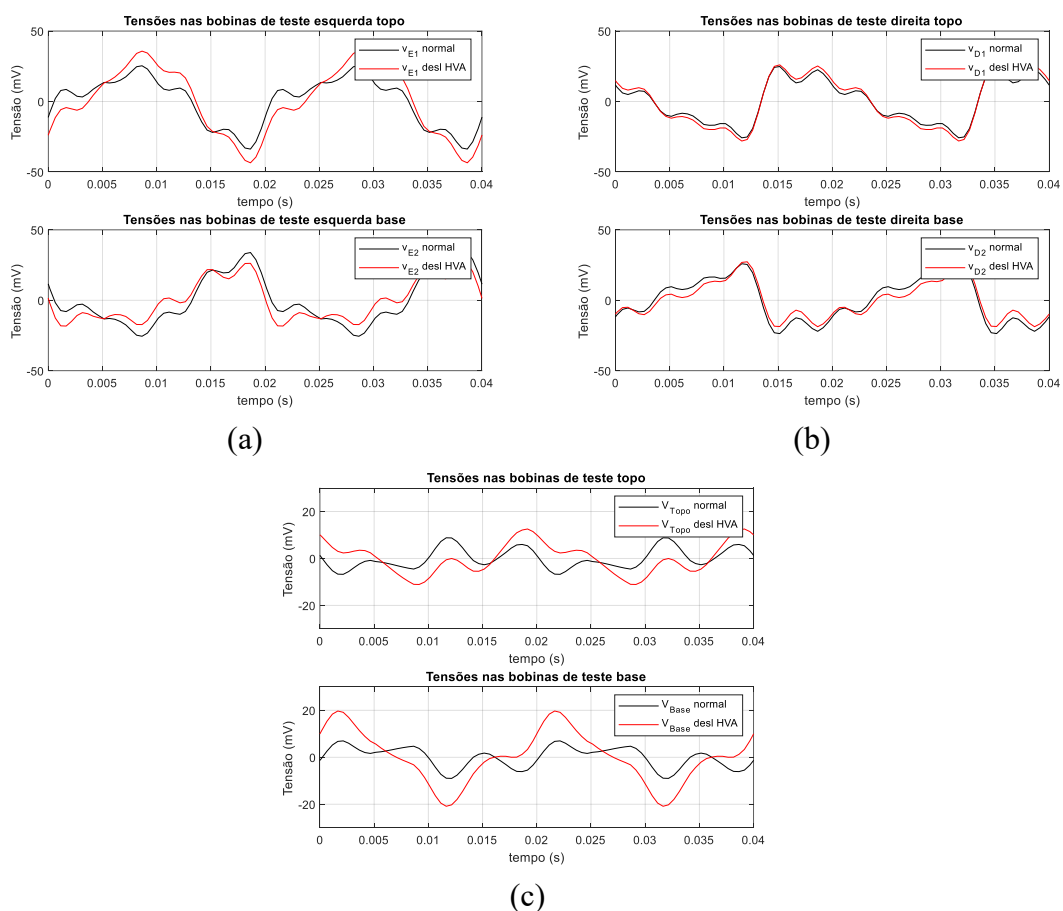 Tensões nas bobinas de teste esquerda topo
50
0
-50
Tensão (mV)
v_E1 normal
v_E1 desl HVA
0 0.005 0.01 0.015 0.02 0.025 0.03 0.035 0.04
tempo (s)
Tensões nas bobinas de teste esquerda base
50
0
-50
Tensão (mV)
v_E2 normal
v_E2 desl HVA
0 0.005 0.01 0.015 0.02 0.025 0.03 0.035 0.04
tempo (s)
(a)
Tensões nas bobinas de teste direita topo
50
0
-50
Tensão (mV)
v_D1 normal
v_D1 desl HVA
0 0.005 0.01 0.015 0.02 0.025 0.03 0.035 0.04
tempo (s)
Tensões nas bobinas de teste direita base
50
0
-50
Tensão (mV)
v_D2 normal
v_D2 desl HVA
0 0.005 0.01 0.015 0.02 0.025 0.03 0.035 0.04
tempo (s)
(b)
Tensões nas bobinas de teste topo
20
0
-20
Tensão (mV)
V_Topo normal
V_Topo desl HVA
0 0.005 0.01 0.015 0.02 0.025 0.03 0.035 0.04
tempo (s)
Tensões nas bobinas de teste base
20
0
-20
Tensão (mV)
V_Base normal
V_Base desl HVA
0 0.005 0.01 0.015 0.02 0.025 0.03 0.035 0.04
tempo (s)
(c)